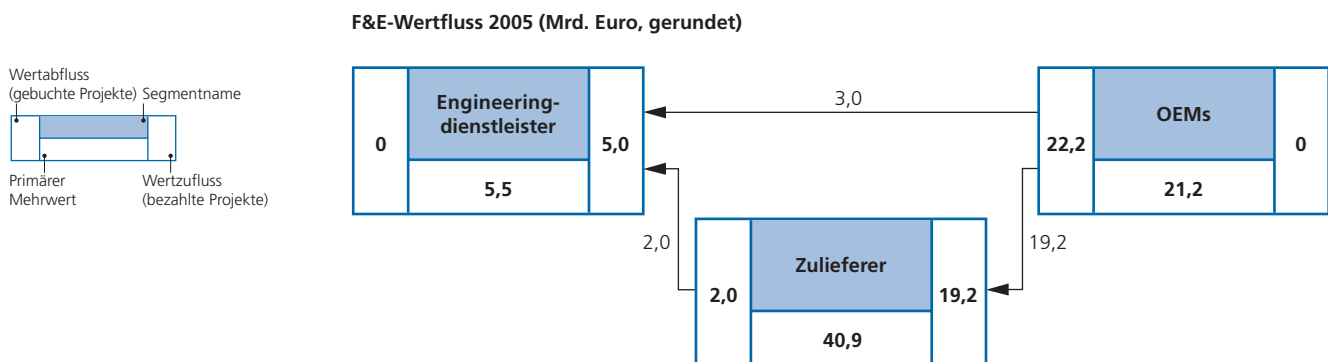 F&E-Wertfluss 2005 (Mrd. Euro, gerundet)
Wertabfluss
(gebuchte Projekte) Segmentname
Primärer
Mehrwert
Wertzufluss
(bezahlte Projekte)
0
Engineering-
dienstleister
5,0
5,5
3,0
22,2
OEMs
0
21,2
2,0
19,2
2,0
Zulieferer
19,2
40,9